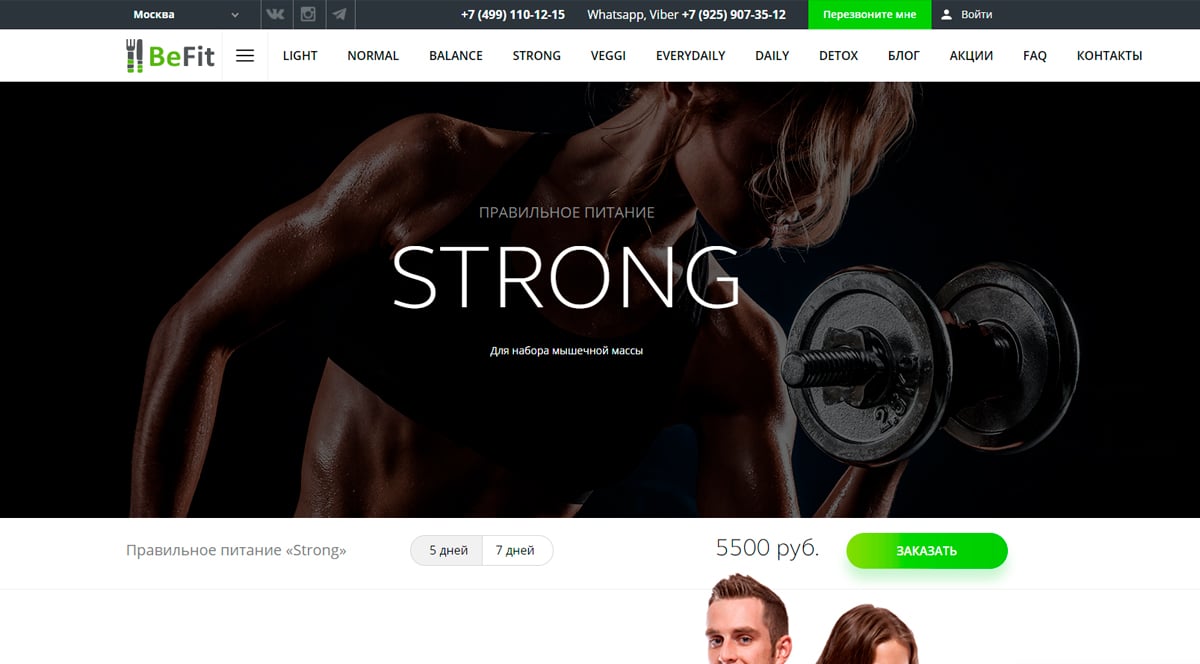 Москва
+7 (499) 110-12-15 Whatsapp, Viber +7 (925) 907-35-12 Перезвоните мне Войти
BeFit LIGHT NORMAL BALANCE STRONG VEGGI EVERYDAILY DAILY DETOX БЛОГ АКЦИИ FAQ КОНТАКТЫ
ПРАВИЛЬНОЕ ПИТАНИЕ
STRONG
Для набора мышечной массы
Правильное питание «Strong» 5 дней 7 дней 5500 руб. ЗАКАЗАТЬ